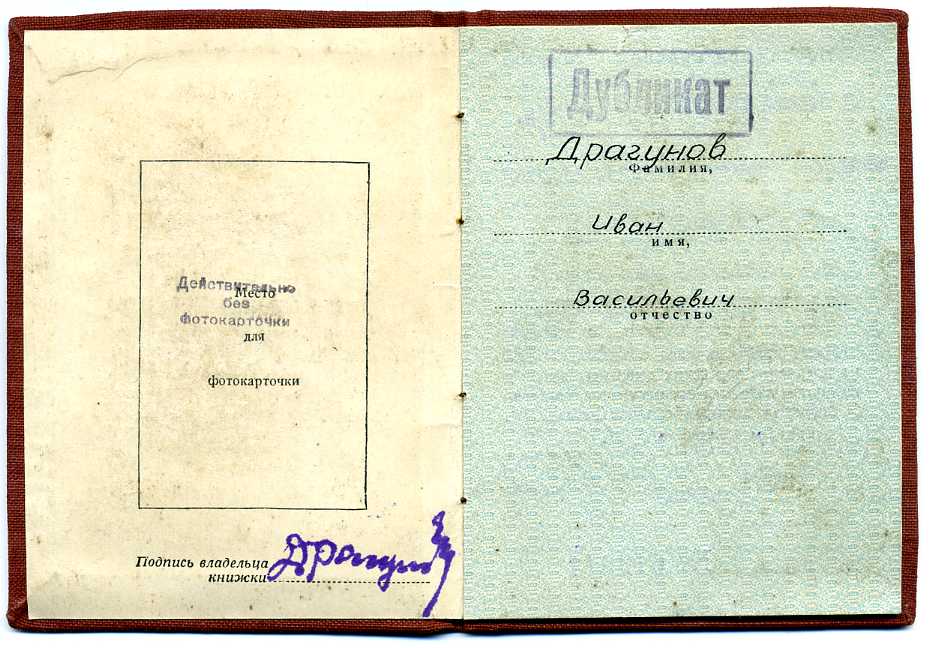 Действительно
Место
без
Фотокарточки
для
фотокарточки
Подпись владельца
книжки Драгунов
Дубликат
Драгунов
Фамилия,
Иван
имя,
Васильевич
отчество